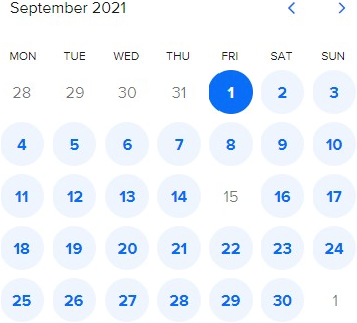 September 2021
MON TUE WED THU FRI SAT SUN
28 29 30 31 1 2 3
4 5 6 7 8 9 10
11 12 13 14 15 16 17
18 19 20 21 22 23 24
25 26 27 28 29 30 1